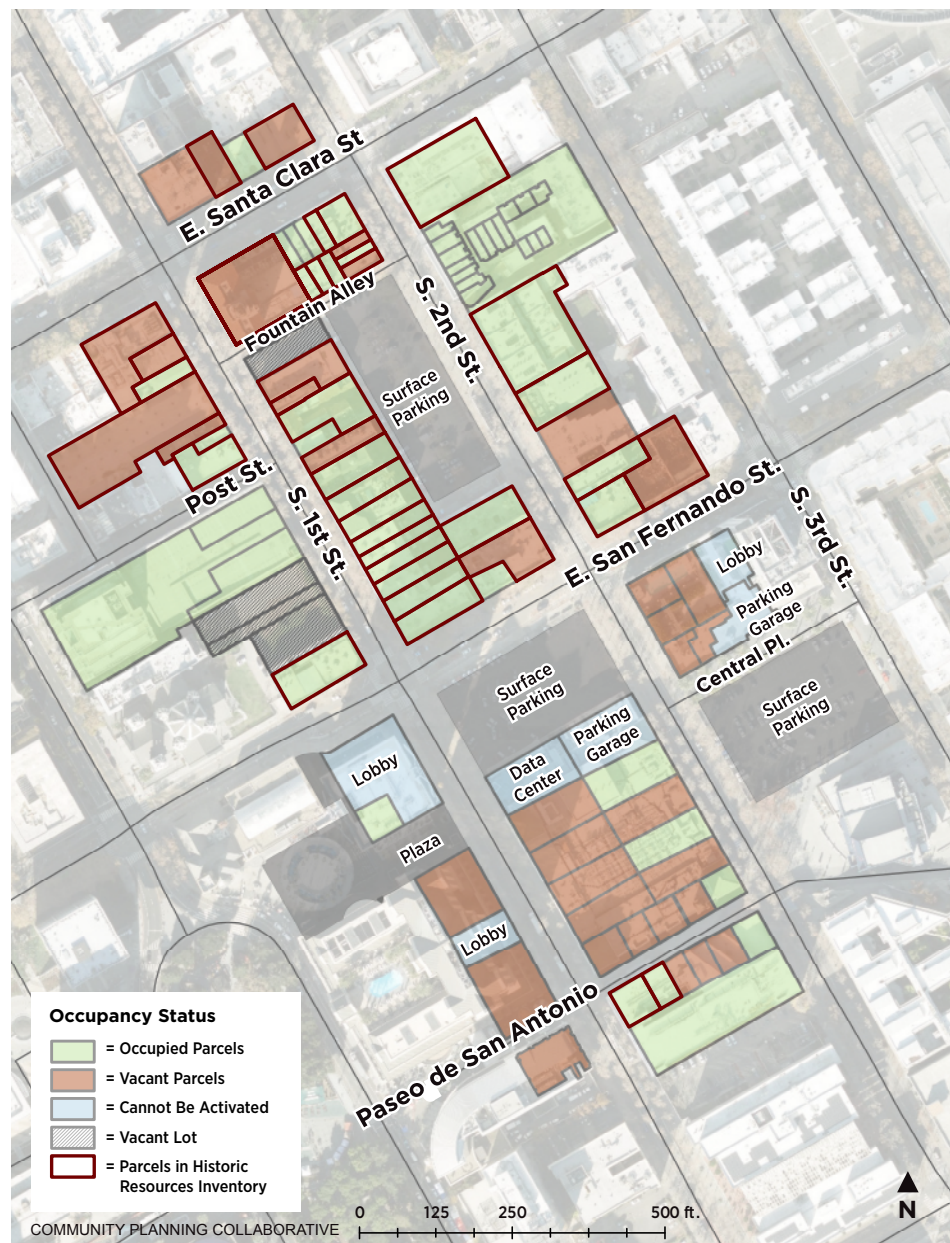 E. Santa Clara St
Fountain Alley
S. 2nd St.
Surface
Parking
Post St.
S. 1st St.
E. San Fernando St.
S. 3rd St.
Lobby
Parking
Garage
Central Pl.
Surface
Parking
Surface
Parking
Parking
Garage
Data
Center
Lobby
Plaza
Lobby
Paseo de San Antonio
Occupancy Status
= Occupied Parcels
= Vacant Parcels
= Cannot Be Activated
= Vacant Lot
= Parcels in Historic
Resources Inventory
COMMUNITY PLANNING COLLABORATIVE
0 125 250 500 ft.
N